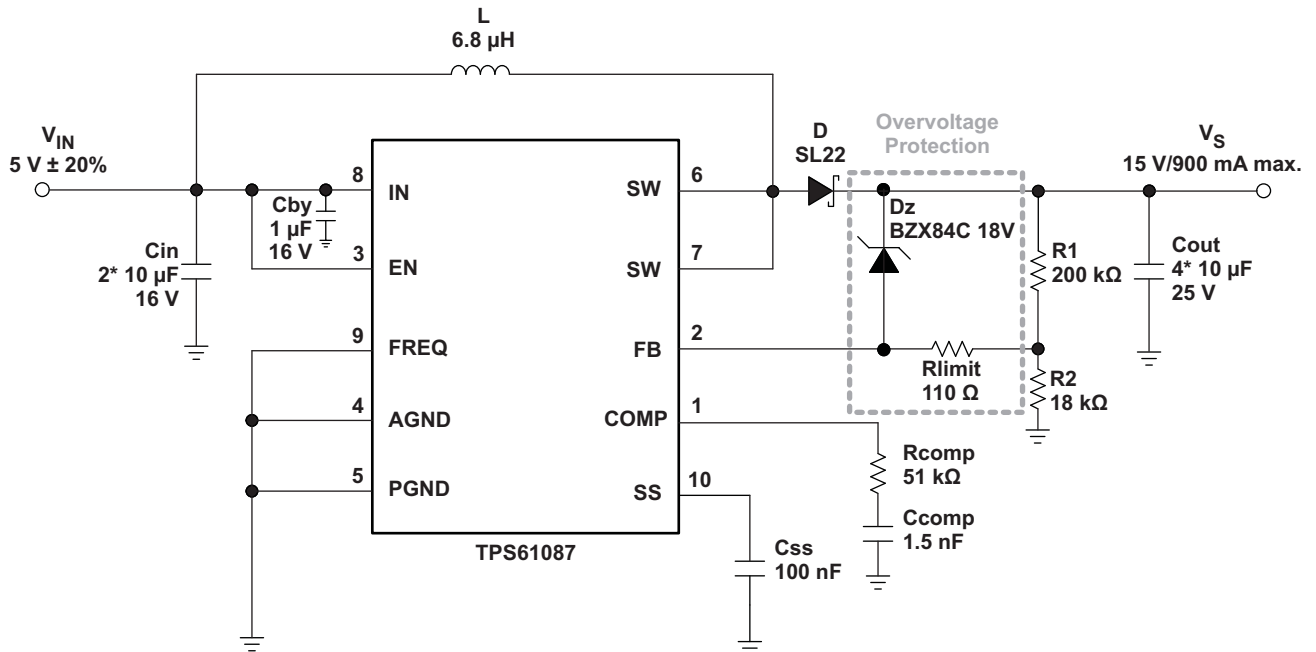 L
6.8 µH
V_IN
5 V ± 20%
D
SL22
Overvoltage
Protection
V_S
15 V/900 mA max.
8
IN
SW
6
Cby
1 µF
16 V
Dz
BZX84C 18V
Cin
2* 10 µF
16 V
3
EN
SW
7
R1
200 kΩ
Cout
4* 10 µF
25 V
9
FREQ
FB
2
Rlimit
110 Ω
R2
18 kΩ
4
AGND
COMP
1
Rcomp
51 kΩ
5
PGND
SS
10
Ccomp
1.5 nF
TPS61087
Css
100 nF